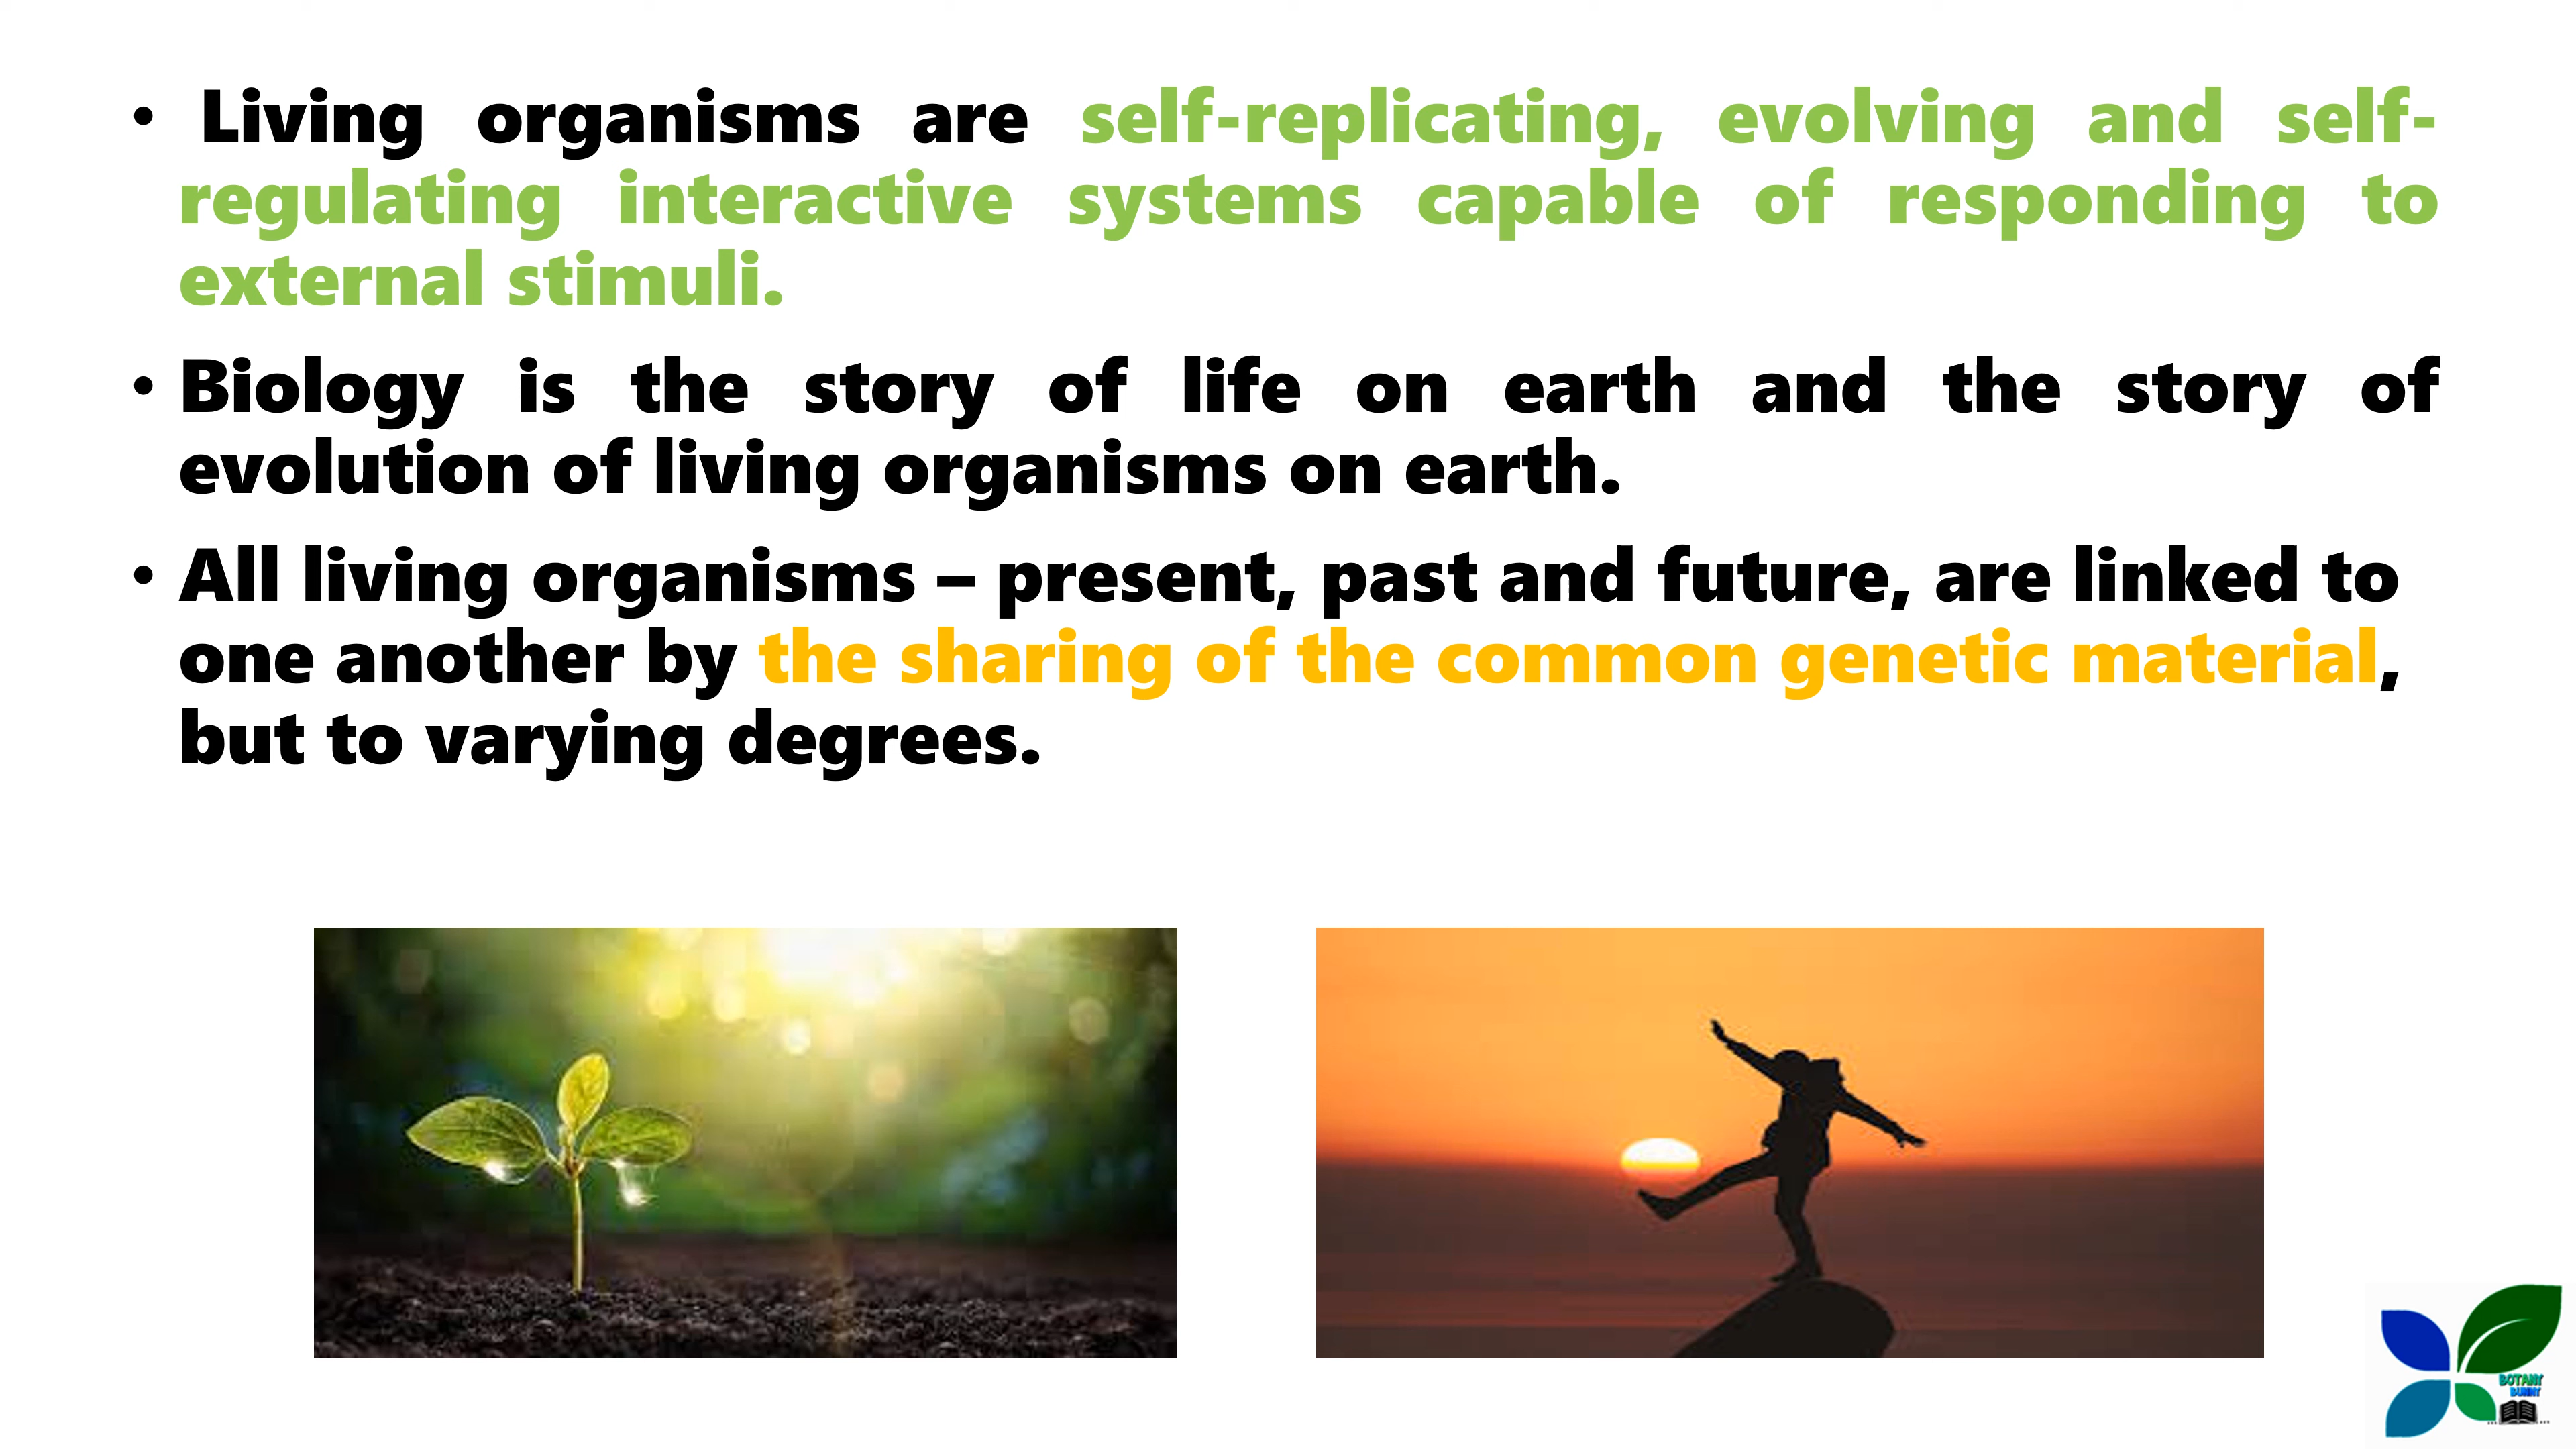 • Living organisms are self-replicating, evolving and self-
regulating interactive systems capable of responding to
external stimuli.
• Biology is the story of life on earth and the story of
evolution of living organisms on earth.
• All living organisms – present, past and future, are linked to
one another by the sharing of the common genetic material,
but to varying degrees.
BOTANY
BUNNY